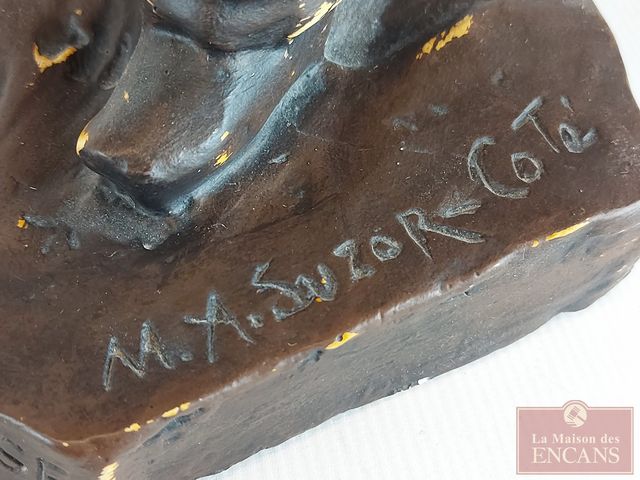 M.A. SUZOR-COTÉ
La Maison des
ENCANS